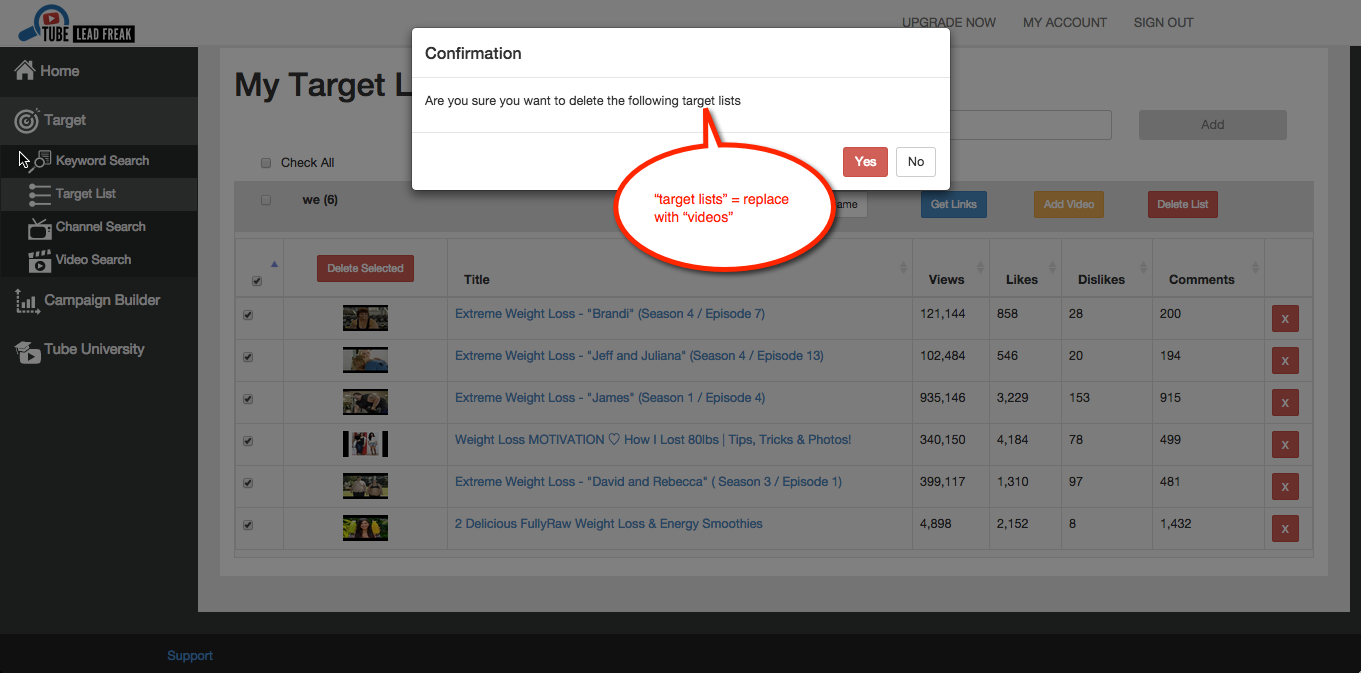 TUBE LEAD FREAK
UPGRADE NOW MY ACCOUNT SIGN OUT
Home
Target
Keyword Search
Target List
Channel Search
Video Search
Campaign Builder
Tube University
My Target L
Confirmation
Are you sure you want to delete the following target lists
Yes No
“target lists” = replace
with “videos”
Add
Check All
we (6) ame Get Links Add Video Delete List
Delete Selected Title Views Likes Dislikes Comments
Extreme Weight Loss - "Brandi" (Season 4 / Episode 7) 121,144 858 28 200 X
Extreme Weight Loss - "Jeff and Juliana" (Season 4 / Episode 13) 102,484 546 20 194 X
Extreme Weight Loss - "James" (Season 1 / Episode 4) 935,146 3,229 153 915 X
Weight Loss MOTIVATION ♡ How I Lost 80lbs | Tips, Tricks & Photos! 340,150 4,184 78 499 X
Extreme Weight Loss - "David and Rebecca" ( Season 3 / Episode 1) 399,117 1,310 97 481 X
2 Delicious FullyRaw Weight Loss & Energy Smoothies 4,898 2,152 8 1,432 X
Support